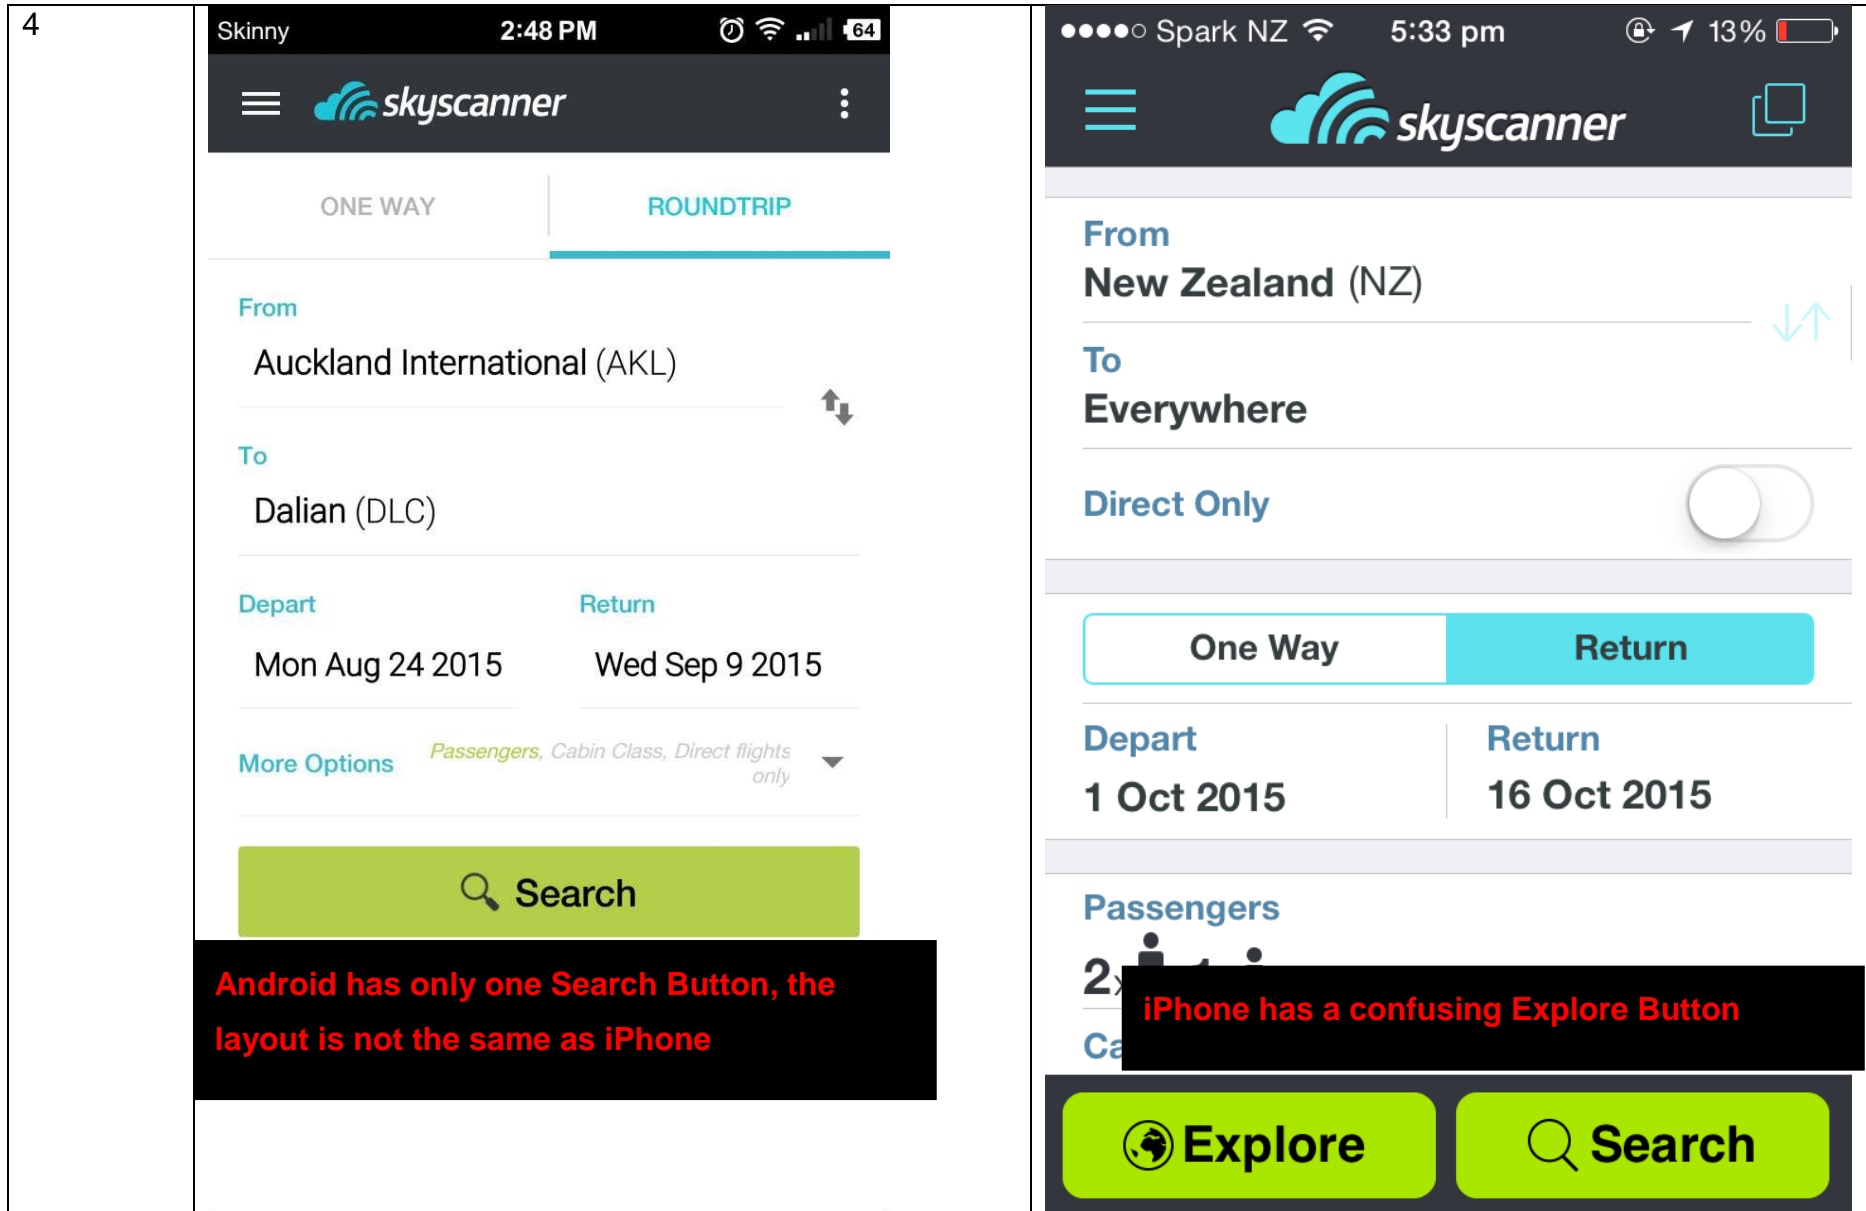 4
Skinny 2:48 PM 64
skyscanner
ONE WAY ROUNDTRIP
From
Auckland International (AKL)
To
Dalian (DLC)
Depart Return
Mon Aug 24 2015 Wed Sep 9 2015
More Options Passengers, Cabin Class, Direct flights
only
Search
Android has only one Search Button, the
layout is not the same as iPhone
Spark NZ 5:33 pm 13%
skyscanner
From
New Zealand (NZ)
To
Everywhere
Direct Only
One Way Return
Depart Return
1 Oct 2015 16 Oct 2015
Passengers
2x
iPhone has a confusing Explore Button
Explore Search